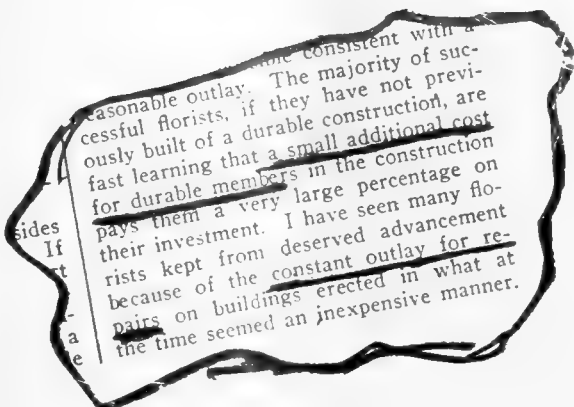 consistent with a
easonable outlay. The majority of suc-
cessful florists, if they have not previ-
ously built of a durable construction, are
fast learning that a small additional cost
for durable members in the construction
pays them a very large percentage on
their investment. I have seen many flo-
rists kept from deserved advancement
because of the constant outlay for re-
pairs on buildings erected in what at
the time seemed an inexpensive manner.
sides
If
rt
-
a
e